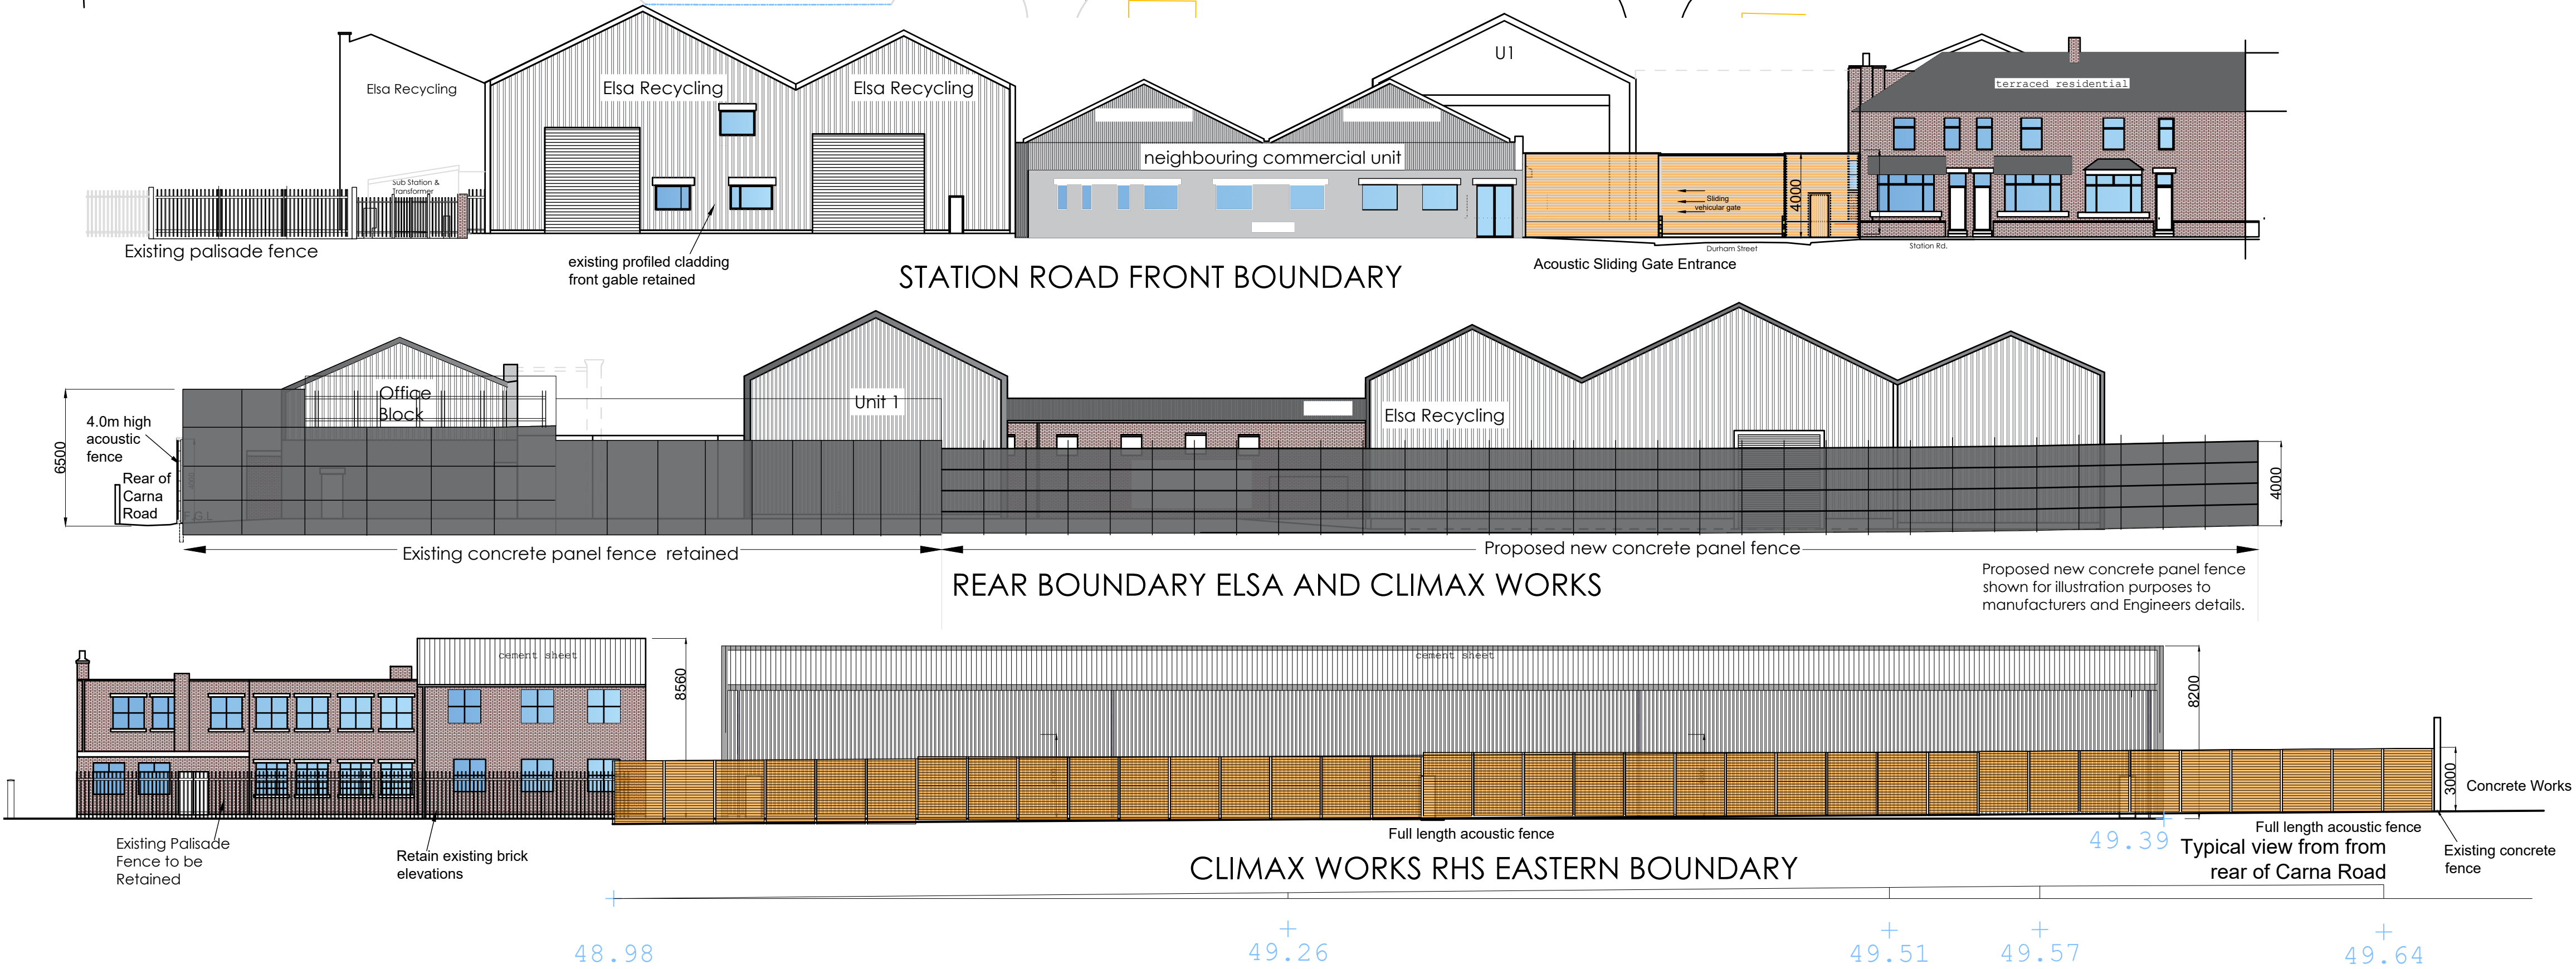 U1
Elsa Recycling
Elsa Recycling
Elsa Recycling
terraced residential
neighbouring commercial unit
Sub Station &
Transformer
Sliding
vehicular gate
4000
Existing palisade fence
Durham Street
Station Rd.
existing profiled cladding
front gable retained
STATION ROAD FRONT BOUNDARY
Acoustic Sliding Gate Entrance
Office
Block
Unit 1
Elsa Recycling
6500
4.0m high
acoustic
fence
Rear of
Carna
Road
F.G.L
4000
Existing concrete panel fence retained
Proposed new concrete panel fence
REAR BOUNDARY ELSA AND CLIMAX WORKS
Proposed new concrete panel fence
shown for illustration purposes to
manufacturers and Engineers details.
cement sheet
cement sheet
8560
8200
3000
Concrete Works
Existing Palisade
Fence to be
Retained
Retain existing brick
elevations
Full length acoustic fence
Full length acoustic fence
49.39
Typical view from from
rear of Carna Road
Existing concrete
fence
CLIMAX WORKS RHS EASTERN BOUNDARY
48.98
49.26
49.51
49.57
49.64